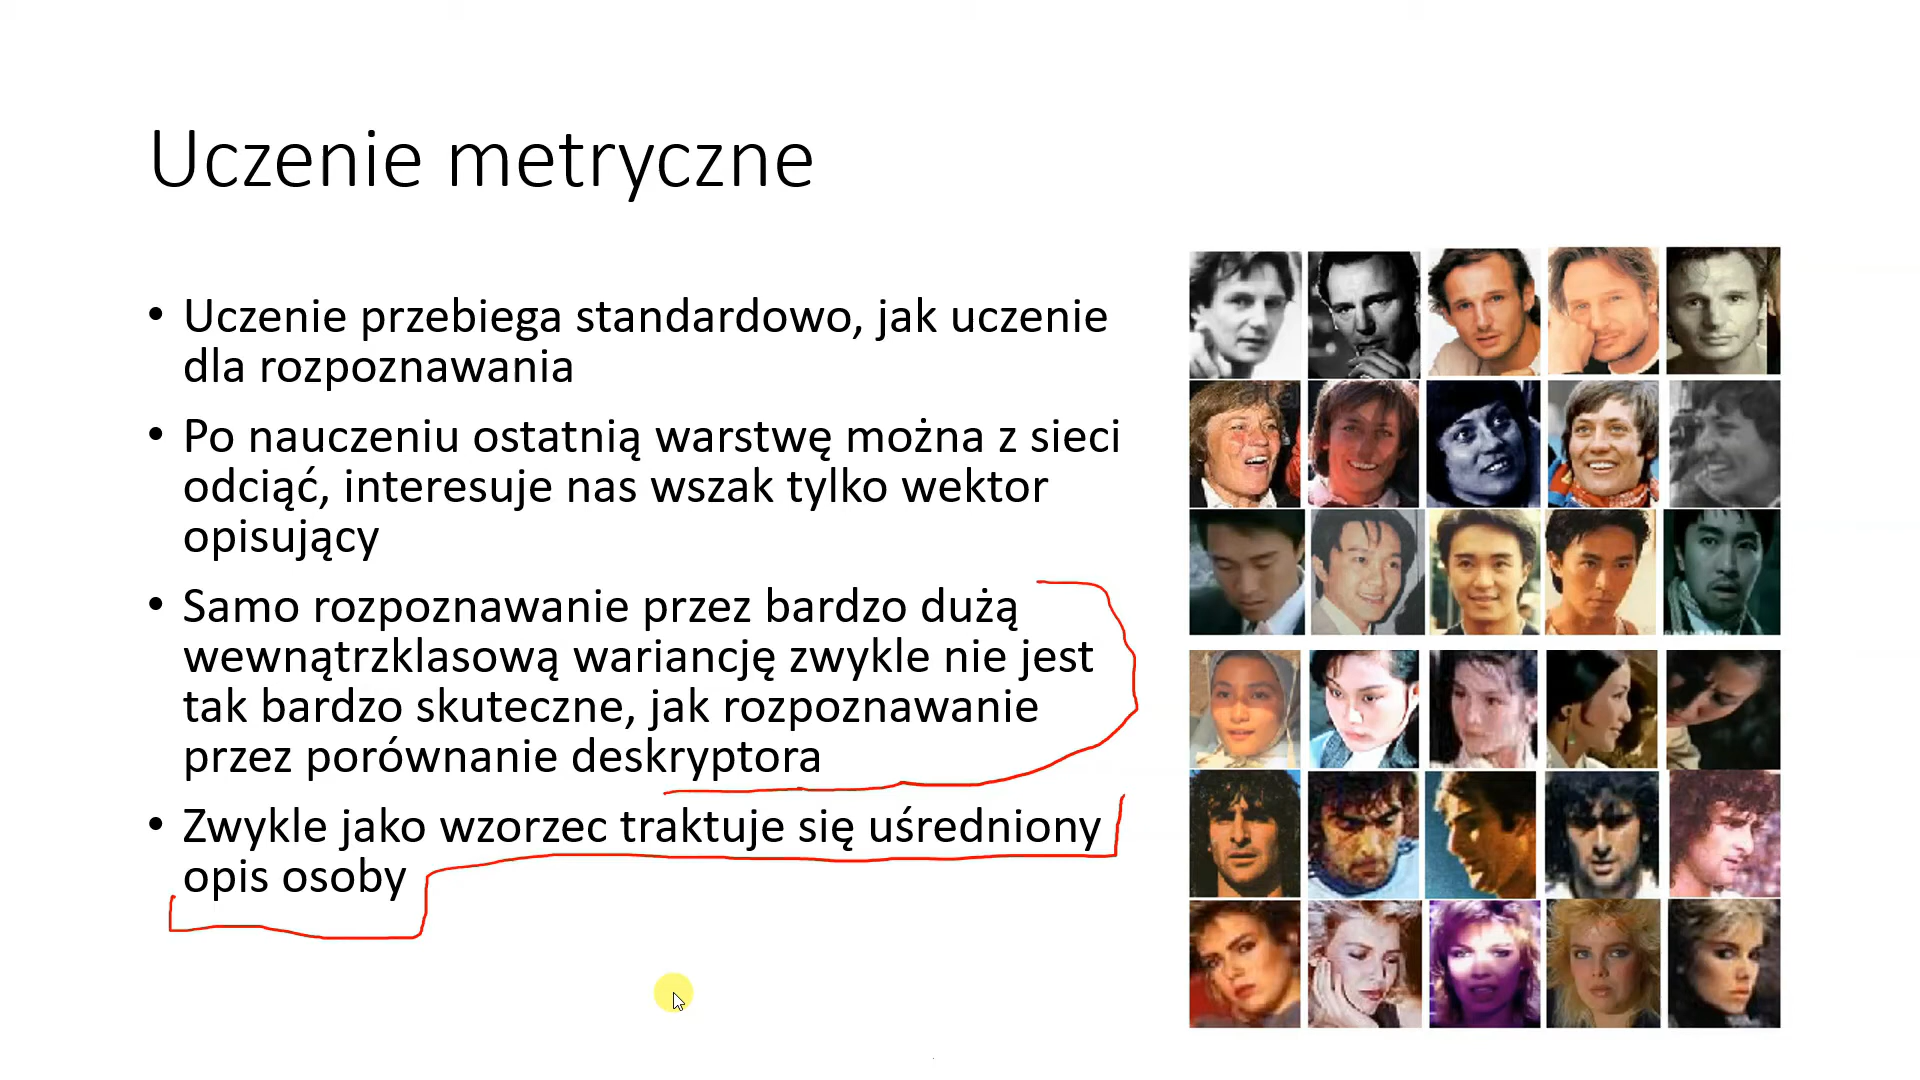 Uczenie metryczne
• Uczenie przebiega standardowo, jak uczenie
dla rozpoznawania
• Po nauczeniu ostatnią warstwę można z sieci
odciąć, interesuje nas wszak tylko wektor
opisujący
• Samo rozpoznawanie przez bardzo dużą
wewnątrzklasową wariancję zwykle nie jest
tak bardzo skuteczne, jak rozpoznawanie
przez porównanie deskryptora
• Zwykle jako wzorzec traktuje się uśredniony
opis osoby